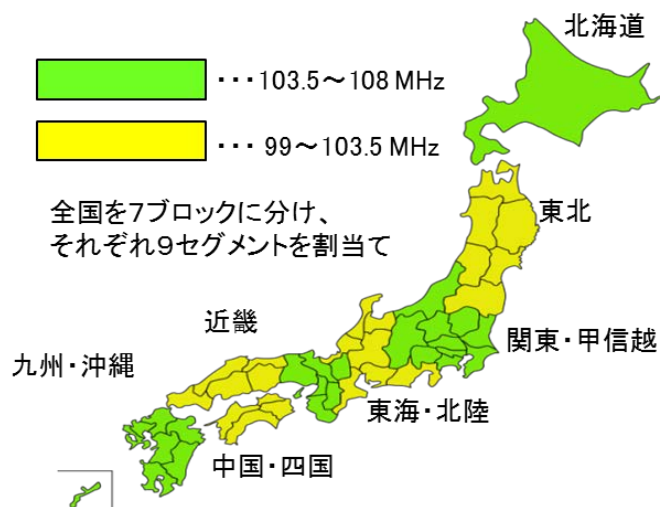 北海道
・・・103.5～108 MHz
・・・ 99～103.5 MHz
全国を7ブロックに分け、
それぞれ9セグメントを割当て
東北
近畿
関東・甲信越
九州・沖縄
東海・北陸
中国・四国